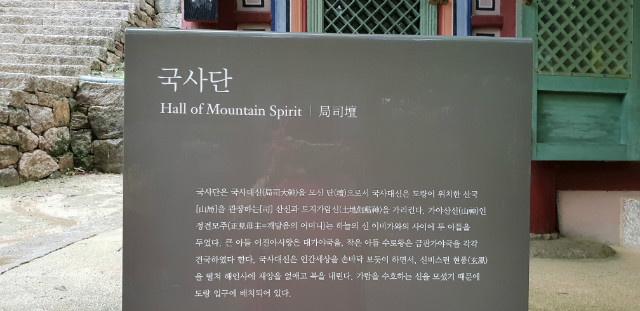 국사단
Hall of Mountain Spirit | 局司壇
국사단은 국사대신(局司大神)을 모신 단(壇)으로서 국사대신은 도량이 위치한 산국
[山局]을 관장하는[司] 산신과 토지가람신(土地伽藍神)을 가리킨다. 가야산신(山神)인
정견모주(正見母主=깨달음의 어머니)는 하늘의 신 이비가와의 사이에 두 아들을
두었다. 큰 아들 이진아시왕은 대가야국을, 작은 아들 수로왕은 금관가야국을 각각
건국하였다 한다. 국사대신은 인간세상을 손바닥 보듯이 하면서, 신비스런 현풍(玄風)
을 떨쳐 해인사에 재앙을 없애고 복을 내린다. 가람을 수호하는 신을 모셨기 때문에
도량 입구에 배치되어 있다.